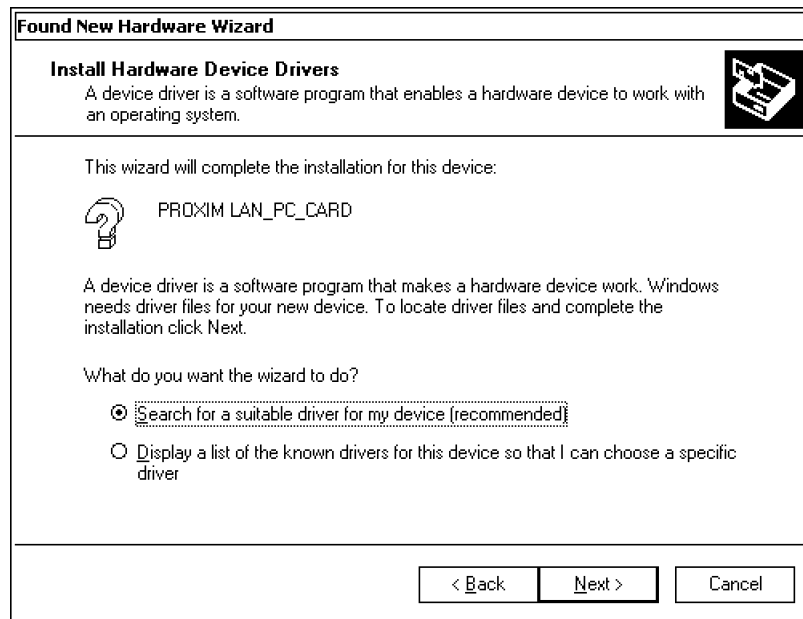 Found New Hardware Wizard
Install Hardware Device Drivers
A device driver is a software program that enables a hardware device to work with
an operating system.
This wizard will complete the installation for this device:
PROXIM LAN_PC_CARD
A device driver is a software program that makes a hardware device work. Windows
needs driver files for your new device. To locate driver files and complete the
installation click Next.
What do you want the wizard to do?
Search for a suitable driver for my device (recommended)
Display a list of the known drivers for this device so that I can choose a specific
driver
< Back Next > Cancel